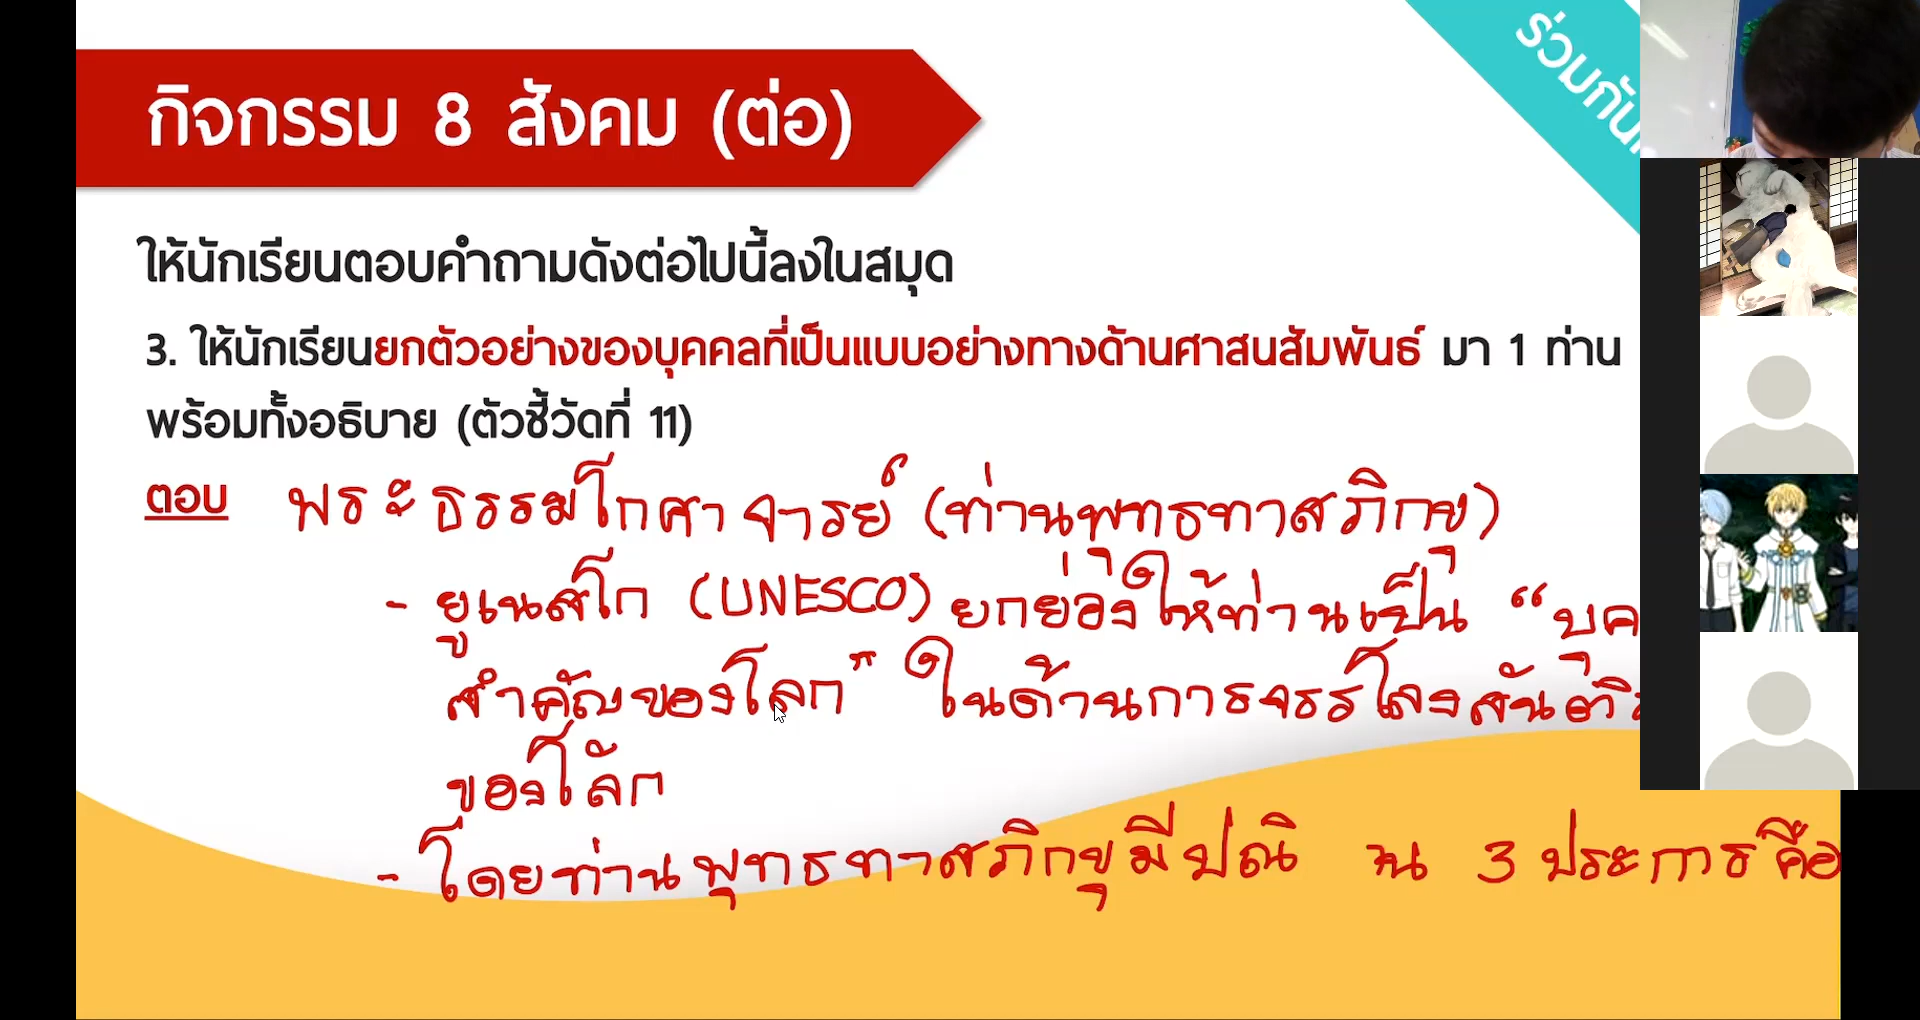 กิจกรรม 8 สังคม (ต่อ)
ร่วมกัน
ให้นักเรียนตอบคำถามดังต่อไปนี้ลงในสมุด
3. ให้นักเรียนยกตัวอย่างของบุคคลที่เป็นแบบอย่างทางด้านศาสนสัมพันธ์ มา 1 ท่าน
พร้อมทั้งอธิบาย (ตัวชี้วัดที่ 11)
ตอบ พระธรรมโกศาจารย์ (ท่านพุทธทาสภิกขุ)
- ยูเนสโก (UNESCO) ยกย่องให้ท่านเป็น “บุค
สำคัญของโลก” ในด้านการจรรโลงสันติ
ของโลก
- โดยท่านพุทธทาสภิกขุมีปณิ าน 3 ประการ คือ